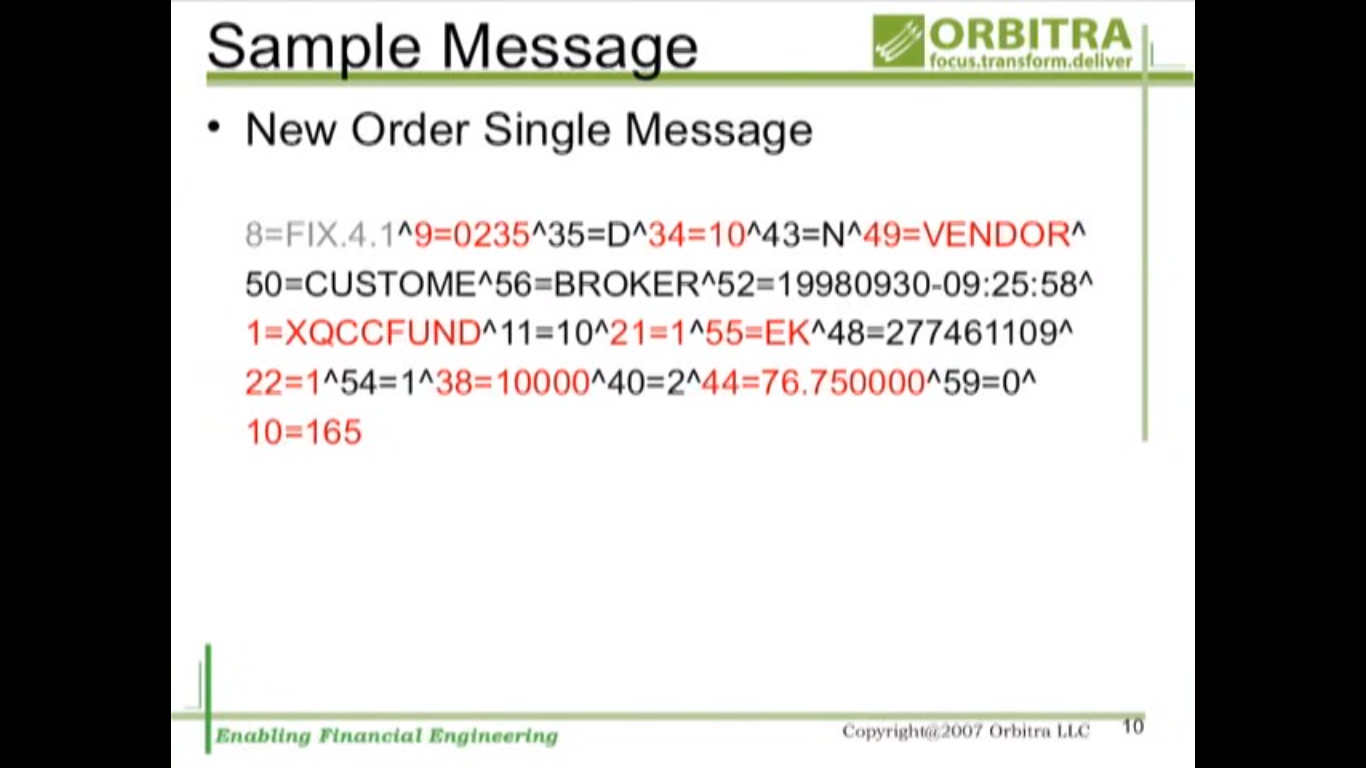 Sample Message
ORBITRA
focus.transform.deliver
• New Order Single Message
8=FIX.4.1^9=0235^35=D^34=10^43=N^49=VENDOR^
50=CUSTOME^56=BROKER^52=19980930-09:25:58^
1=XQCCFUND^11=10^21=1^55=EK^48=277461109^
22=1^54=1^38=10000^40=2^44=76.750000^59=0^
10=165
Enabling Financial Engineering
Copyright@2007 Orbitra LLC
10